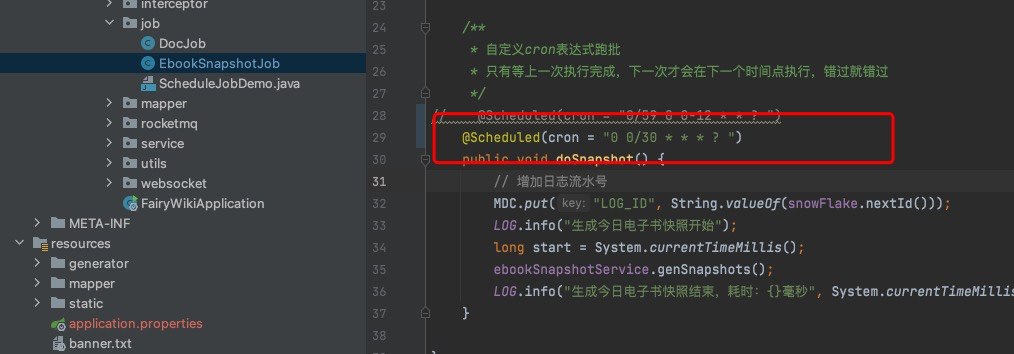 interceptor
job
DocJob
EbookSnapshotJob
ScheduleJobDemo.java
mapper
rocketmq
service
utils
websocket
FairyWikiApplication
META-INF
resources
generator
mapper
static
application.properties
banner.txt
23
24 /**
25 * 自定义cron表达式跑批
26 * 只有等上一次执行完成，下一次才会在下一个时间点执行，错过就错过
27 */
28 // @Scheduled(cron = "0/59 0 0-12 * * ? ")
29 @Scheduled(cron = "0 0/30 * * * ? ")
30 public void doSnapshot() {
31 // 增加日志流水号
32 MDC.put( key: "LOG_ID", String.valueOf(snowFlake.nextId()));
33 LOG.info("生成今日电子书快照开始");
34 long start = System.currentTimeMillis();
35 ebookSnapshotService.genSnapshots();
36 LOG.info("生成今日电子书快照结束，耗时：{}毫秒", System.currentTimeMillis
37 }
38